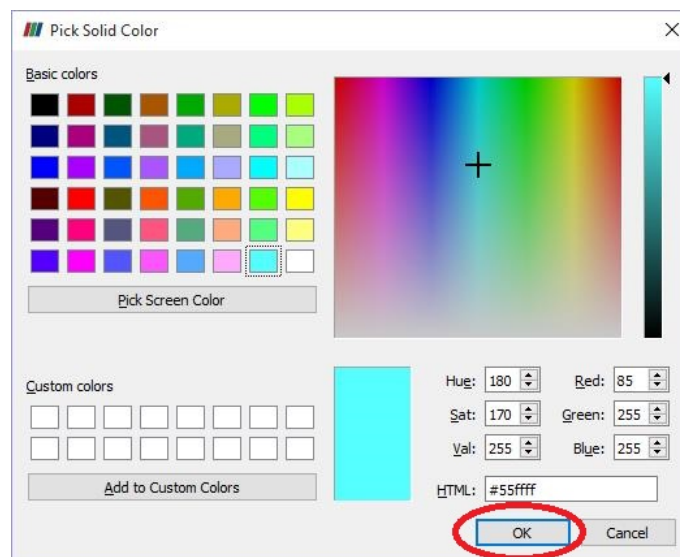 Pick Solid Color
Basic colors
Pick Screen Color
Custom colors
Add to Custom Colors
Hue: 180 Red: 85
Sat: 170 Green: 255
Val: 255 Blue: 255
HTML: #55ffff
OK Cancel